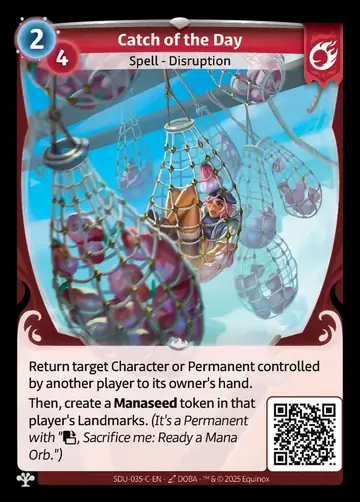 2
4
Catch of the Day
Spell - Disruption
Return target Character or Permanent controlled
by another player to its owner's hand.
Then, create a Manaseed token in that
player's Landmarks. (It's a Permanent
with ", Sacrifice me: Ready a Mana
Orb.")
SDU-035-C-EN - DOBA - ™ & © 2025 Equinox